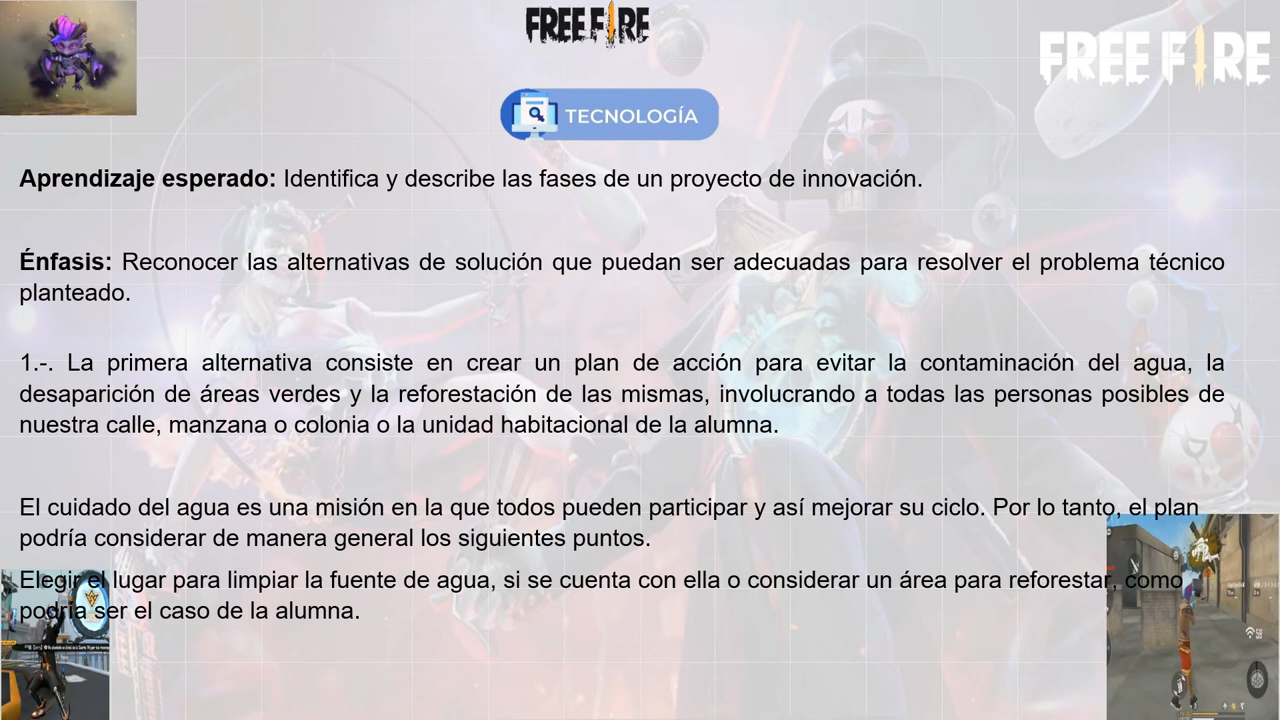 FREE FIRE
FREE FIRE
TECNOLOGÍA
Aprendizaje esperado: Identifica y describe las fases de un proyecto de innovación.
Énfasis: Reconocer las alternativas de solución que puedan ser adecuadas para resolver el problema técnico
planteado.
1.-. La primera alternativa consiste en crear un plan de acción para evitar la contaminación del agua, la
desaparición de áreas verdes y la reforestación de las mismas, involucrando a todas las personas posibles de
nuestra calle, manzana o colonia o la unidad habitacional de la alumna.
El cuidado del agua es una misión en la que todos pueden participar y así mejorar su ciclo. Por lo tanto, el plan
podría considerar de manera general los siguientes puntos.
Elegir el lugar para limpiar la fuente de agua, si se cuenta con ella o considerar un área para reforestar, como
podría ser el caso de la alumna.